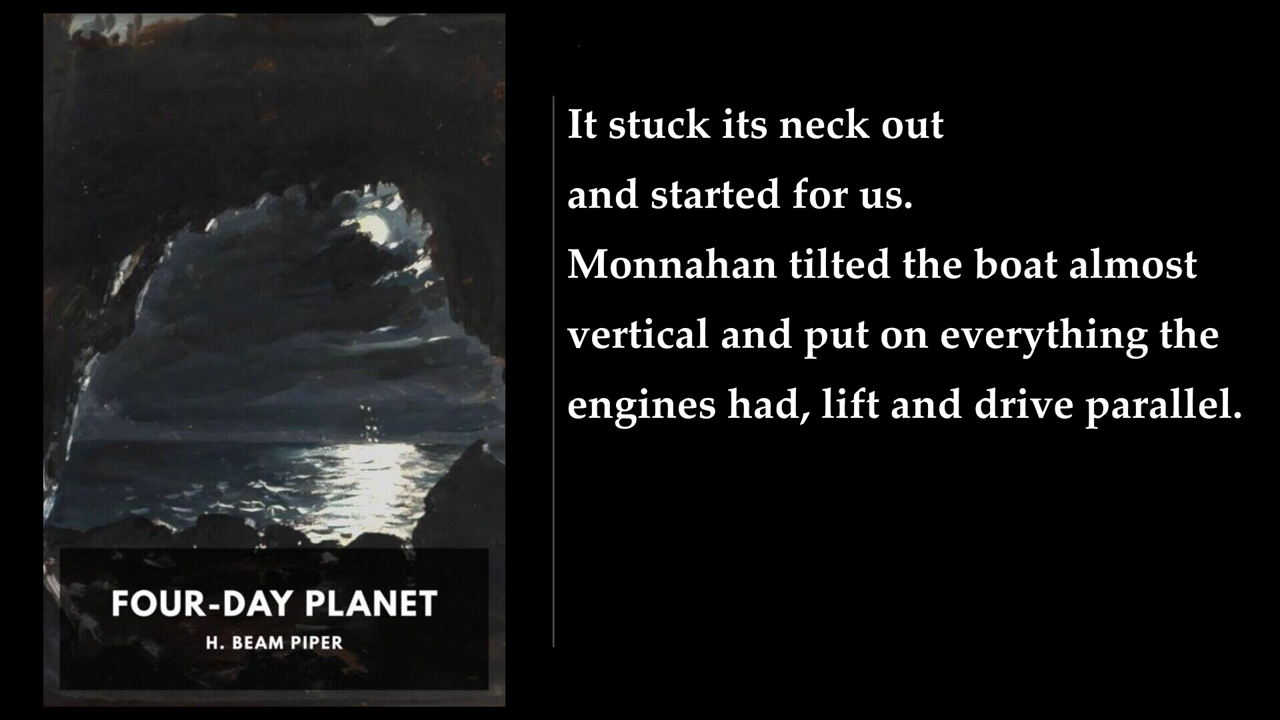 It stuck its neck out
and started for us.
Monnahan tilted the boat almost
vertical and put on everything the
engines had, lift and drive parallel.
FOUR-DAY PLANET
H. BEAM PIPER